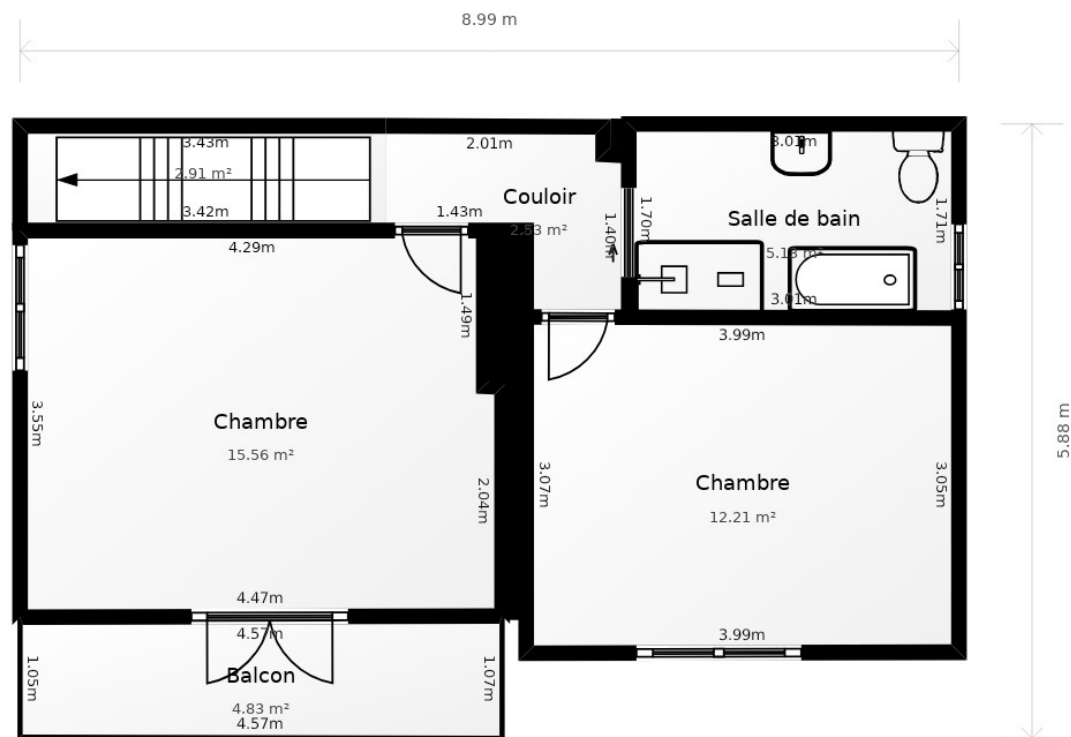 8.99 m
3.43m
2.01m
3.01m
2.91 m²
3.42m
1.43m
Couloir
2.53 m²
1.40m
1.70m
Salle de bain
5.13 m²
1.71m
3.01m
4.29m
1.49m
3.99m
3.55m
Chambre
15.56 m²
2.04m
3.07m
Chambre
12.21 m²
3.05m
5.88 m
4.47m
4.57m
3.99m
1.05m
Balcon
1.07m
4.83 m²
4.57m